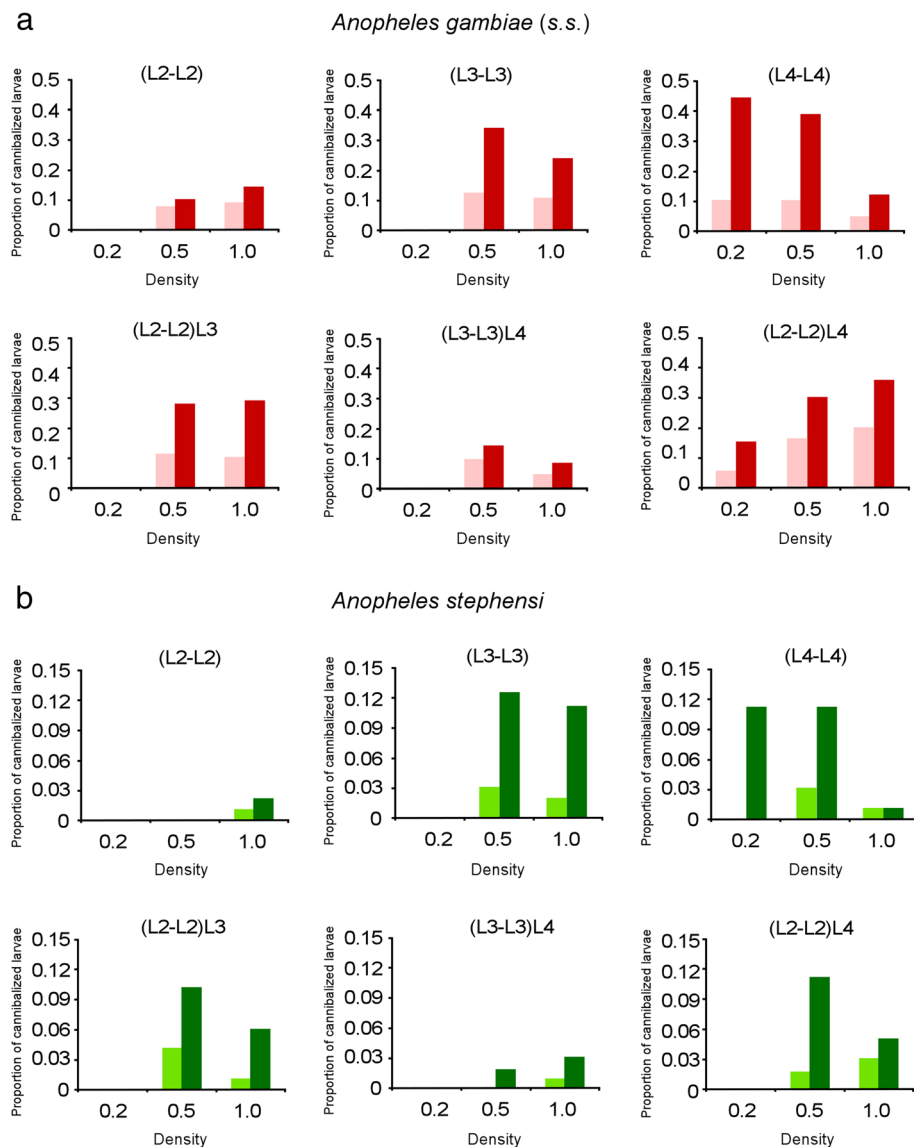 a
Anopheles gambiae (s.s.)
(L2-L2)
Proportion of cannibalized larvae
0.5
0.4
0.3
0.2
0.1
0
0.2 0.5 1.0
Density
(L3-L3)
Proportion of cannibalized larvae
0.5
0.4
0.3
0.2
0.1
0
0.2 0.5 1.0
Density
(L4-L4)
Proportion of cannibalized larvae
0.5
0.4
0.3
0.2
0.1
0
0.2 0.5 1.0
Density
(L2-L2)L3
Proportion of cannibalized larvae
0.5
0.4
0.3
0.2
0.1
0
0.2 0.5 1.0
Density
(L3-L3)L4
Proportion of cannibalized larvae
0.5
0.4
0.3
0.2
0.1
0
0.2 0.5 1.0
Density
(L2-L2)L4
Proportion of cannibalized larvae
0.5
0.4
0.3
0.2
0.1
0
0.2 0.5 1.0
Density
b
Anopheles stephensi
(L2-L2)
Proportion of cannibalized larvae
0.15
0.12
0.09
0.06
0.03
0
0.2 0.5 1.0
Density
(L3-L3)
Proportion of cannibalized larvae
0.15
0.12
0.09
0.06
0.03
0
0.2 0.5 1.0
Density
(L4-L4)
Proportion of cannibalized larvae
0.15
0.12
0.09
0.06
0.03
0
0.2 0.5 1.0
Density
(L2-L2)L3
Proportion of cannibalized larvae
0.15
0.12
0.09
0.06
0.03
0
0.2 0.5 1.0
Density
(L3-L3)L4
Proportion of cannibalized larvae
0.15
0.12
0.09
0.06
0.03
0
0.2 0.5 1.0
Density
(L2-L2)L4
Proportion of cannibalized larvae
0.15
0.12
0.09
0.06
0.03
0
0.2 0.5 1.0
Density